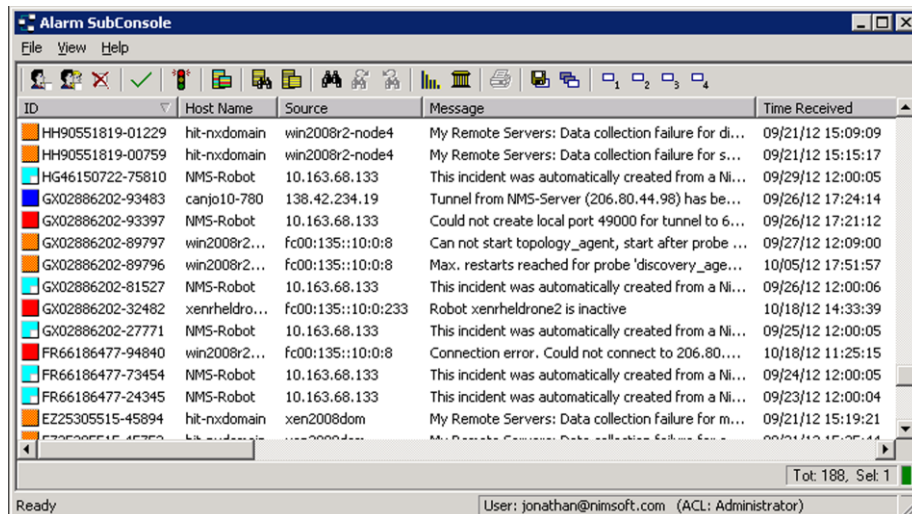 Alarm SubConsole
File View Help
1 2 3 4
ID Host Name Source Message Time Received
HH90551819-01229 hit-nxdomain win2008r2-node4 My Remote Servers: Data collection failure for di... 09/21/12 15:09:09
HH90551819-00759 hit-nxdomain win2008r2-node4 My Remote Servers: Data collection failure for s... 09/21/12 15:15:17
HG46150722-75810 NMS-Robot 10.163.68.133 This incident was automatically created from a Ni... 09/29/12 12:00:05
GX02886202-93483 canjo10-780 138.42.234.19 Tunnel from NMS-Server (206.80.44.98) has be... 09/26/12 17:24:14
GX02886202-93397 NMS-Robot 10.163.68.133 Could not create local port 49000 for tunnel to 6... 09/26/12 17:21:12
GX02886202-89797 win2008r2... fc00:135::10:0:8 Can not start topology_agent, start after probe ... 09/27/12 12:09:00
GX02886202-89796 win2008r2... fc00:135::10:0:8 Max. restarts reached for probe 'discovery_age... 10/05/12 17:51:57
GX02886202-81527 NMS-Robot 10.163.68.133 This incident was automatically created from a Ni... 09/26/12 12:00:06
GX02886202-32482 xenrheldro... fc00:135::10:0:233 Robot xenrheldrone2 is inactive 10/18/12 14:33:39
GX02886202-27771 NMS-Robot 10.163.68.133 This incident was automatically created from a Ni... 09/25/12 12:00:05
FR66186477-94840 win2008r2... fc00:135::10:0:8 Connection error. Could not connect to 206.80.... 10/18/12 11:25:15
FR66186477-73454 NMS-Robot 10.163.68.133 This incident was automatically created from a Ni... 09/24/12 12:00:05
FR66186477-24345 NMS-Robot 10.163.68.133 This incident was automatically created from a Ni... 09/23/12 12:00:04
EZ25305515-45894 hit-nxdomain xen2008dom My Remote Servers: Data collection failure for m... 09/21/12 15:19:21
Tot: 188, Sel: 1
Ready User: jonathan@nimsoft.com (ACL: Administrator)